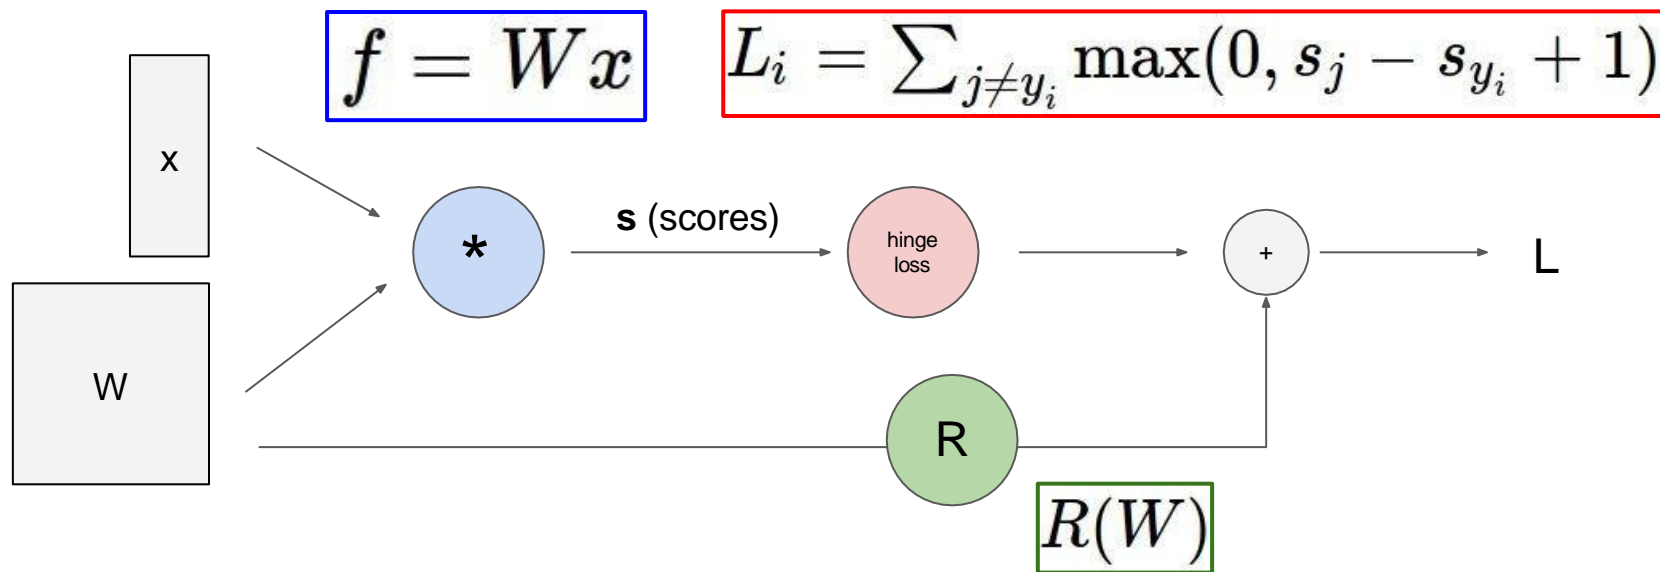 f = Wx
L_i = ∑_{j≠y_i} max(0, s_j − s_{y_i} + 1)
x
*
s (scores)
hinge
loss
+
L
W
R
R(W)